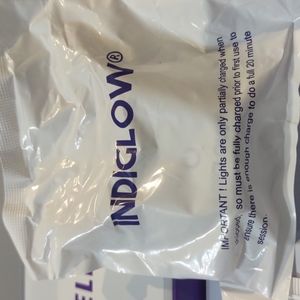 INDIGLOW®
IMPORTANT ! Lights are only partially charged when
so must be fully charged prior to first use to
ensure there is enough charge to do a full 20 minute
session.